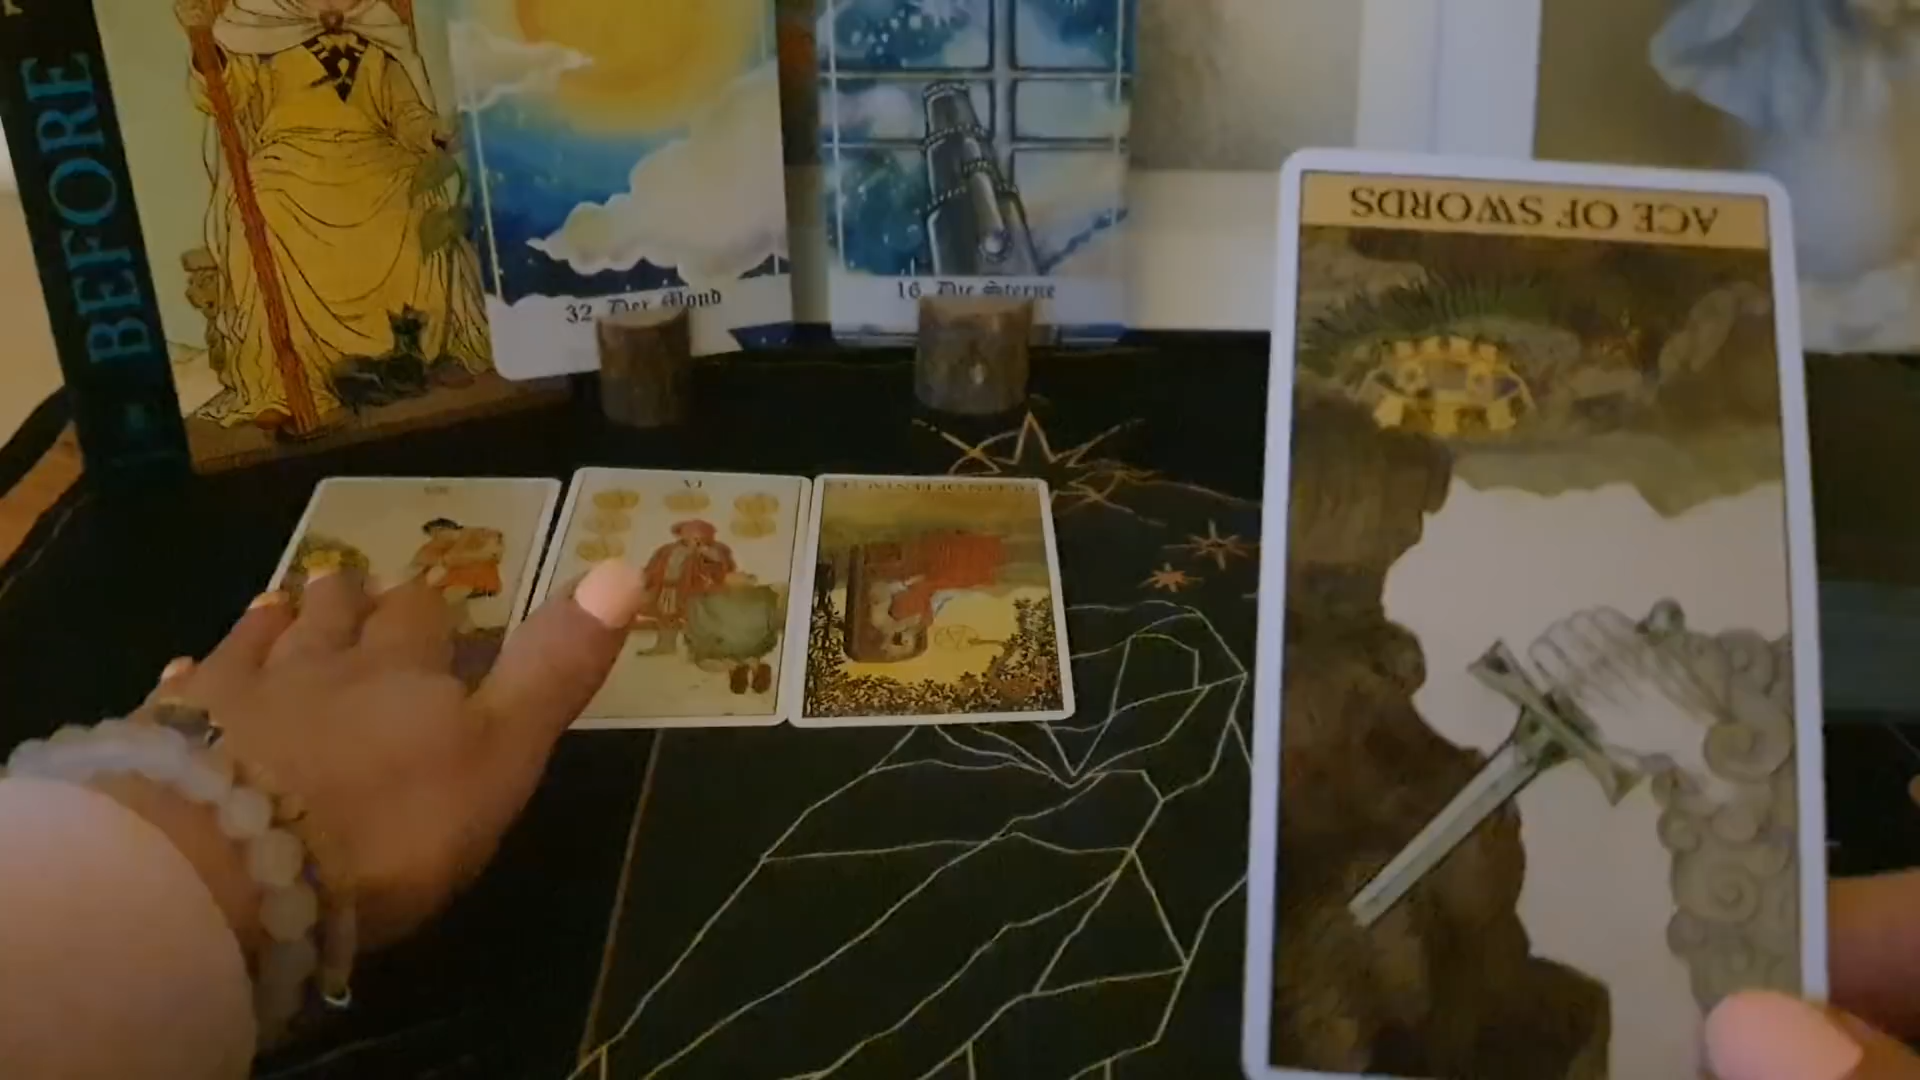 BEFORE
32 Der Mond
16 Die Sterne
ACE OF SWORDS
VI